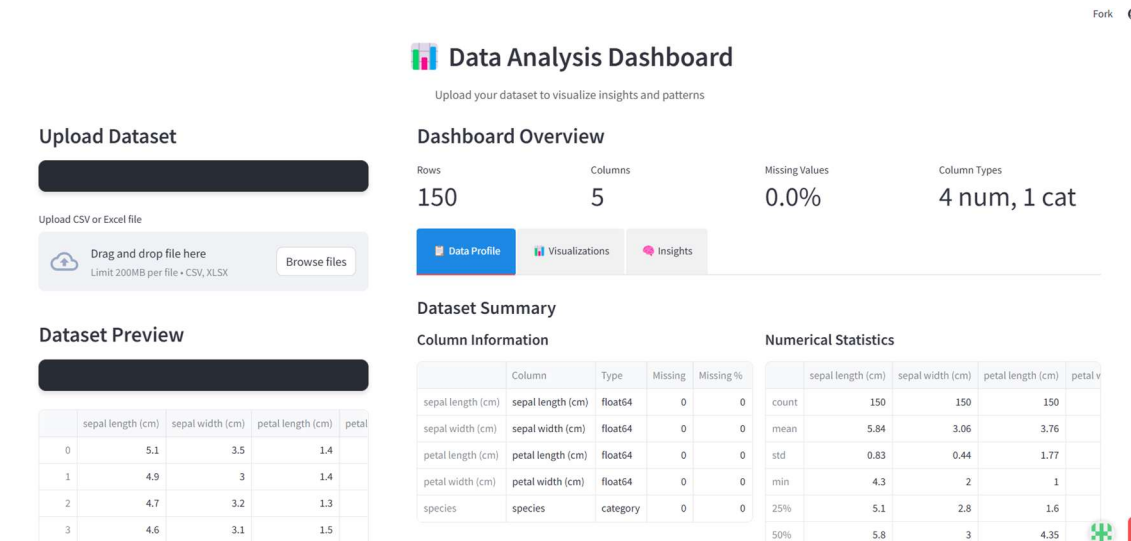 Fork
Data Analysis Dashboard
Upload your dataset to visualize insights and patterns
Upload Dataset
Upload CSV or Excel file
Drag and drop file here
Limit 200MB per file • CSV, XLSX
Browse files
Dataset Preview
sepal length (cm) sepal width (cm) petal length (cm) petal
0 5.1 3.5 1.4
1 4.9 3 1.4
2 4.7 3.2 1.3
3 4.6 3.1 1.5
Dashboard Overview
Rows Columns Missing Values Column Types
150 5 0.0% 4 num, 1 cat
Data Profile Visualizations Insights
Dataset Summary
Column Information
Column Type Missing Missing %
sepal length (cm) sepal length (cm) float64 0 0
sepal width (cm) sepal width (cm) float64 0 0
petal length (cm) petal length (cm) float64 0 0
petal width (cm) petal width (cm) float64 0 0
species species category 0 0
Numerical Statistics
sepal length (cm) sepal width (cm) petal length (cm) petal w
count 150 150 150
mean 5.84 3.06 3.76
std 0.83 0.44 1.77
min 4.3 2 1
25% 5.1 2.8 1.6
50% 5.8 3 4.35